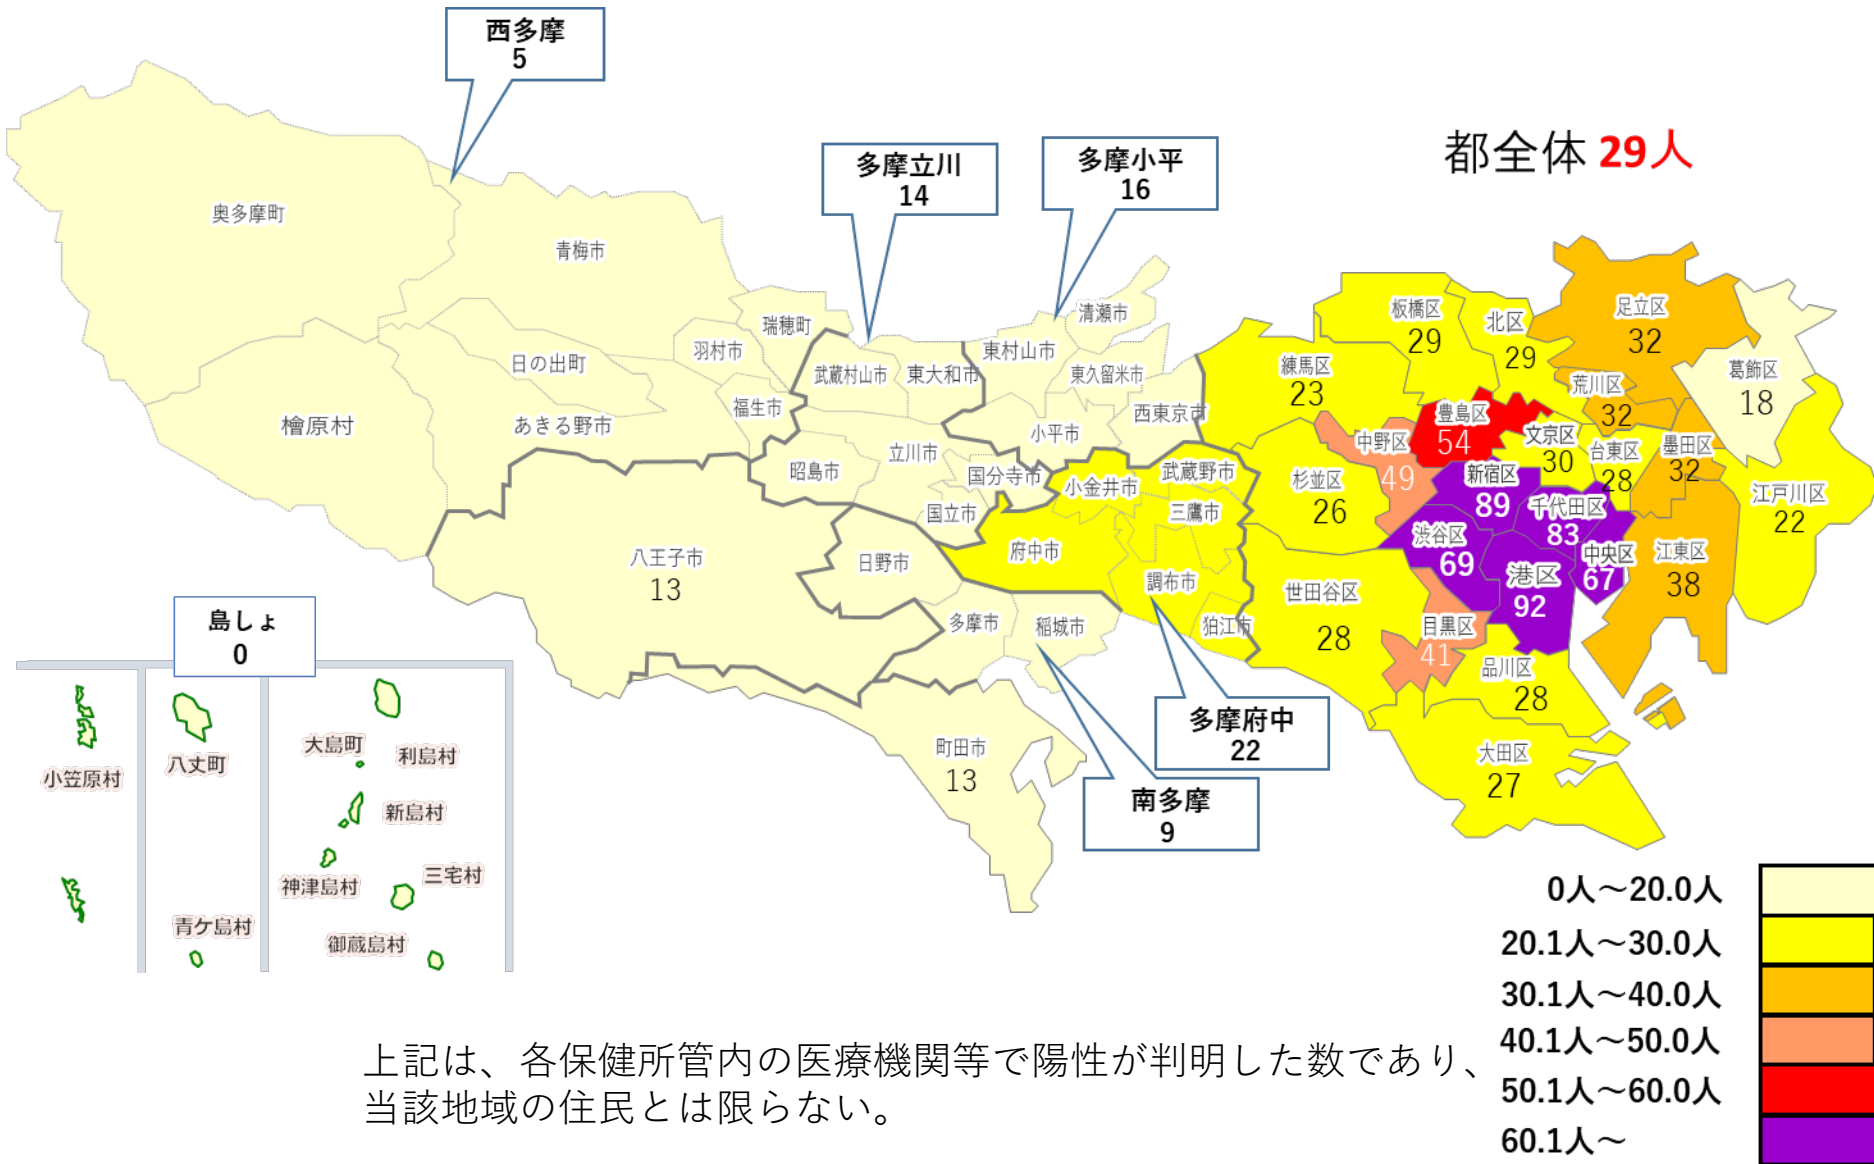 西多摩
5
多摩立川
14
多摩小平
16
都全体 29人
奥多摩町
青梅市
瑞穂町
羽村市
日の出町
福生市
あきる野市
檜原村
武蔵村山市
東大和市
東村山市
清瀬市
東久留米市
西東京市
小平市
立川市
昭島市
国分寺市
国立市
小金井市
武蔵野市
三鷹市
府中市
調布市
狛江市
八王子市
13
日野市
多摩市
稲城市
町田市
13
多摩府中
22
南多摩
9
板橋区
29
北区
29
足立区
32
葛飾区
18
練馬区
23
豊島区
54
荒川区
32
中野区
49
文京区
30
台東区
28
墨田区
32
江戸川区
22
杉並区
26
新宿区
89
千代田区
83
渋谷区
69
中央区
67
江東区
38
港区
92
世田谷区
28
目黒区
41
品川区
28
大田区
27
島しょ
0
小笠原村
八丈町
青ケ島村
大島町
利島村
新島村
神津島村
三宅村
御蔵島村
0人～20.0人
20.1人～30.0人
30.1人～40.0人
40.1人～50.0人
50.1人～60.0人
60.1人～
上記は、各保健所管内の医療機関等で陽性が判明した数であり、
当該地域の住民とは限らない。